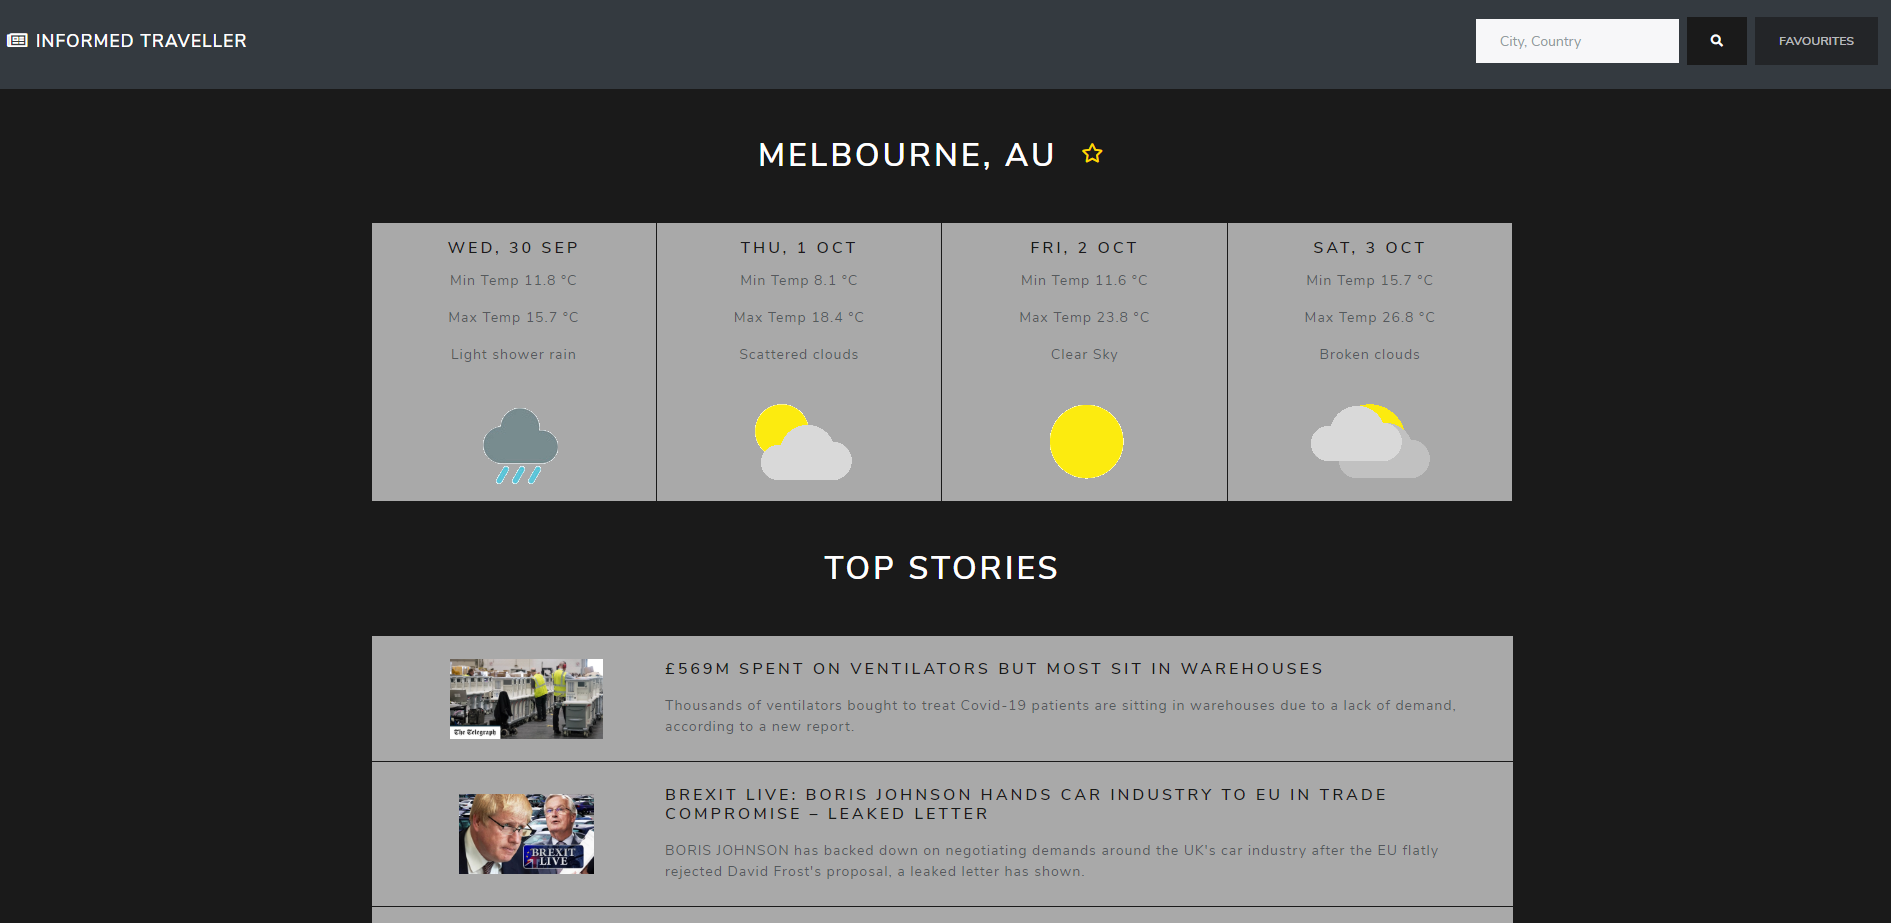 INFORMED TRAVELLER
City, Country
FAVOURITES
MELBOURNE, AU
WED, 30 SEP
Min Temp 11.8 °C
Max Temp 15.7 °C
Light shower rain
THU, 1 OCT
Min Temp 8.1 °C
Max Temp 18.4 °C
Scattered clouds
FRI, 2 OCT
Min Temp 11.6 °C
Max Temp 23.8 °C
Clear Sky
SAT, 3 OCT
Min Temp 15.7 °C
Max Temp 26.8 °C
Broken clouds
TOP STORIES
The Telegraph
£569M SPENT ON VENTILATORS BUT MOST SIT IN WAREHOUSES
Thousands of ventilators bought to treat Covid-19 patients are sitting in warehouses due to a lack of demand,
according to a new report.
BREXIT
LIVE
BREXIT LIVE: BORIS JOHNSON HANDS CAR INDUSTRY TO EU IN TRADE
COMPROMISE – LEAKED LETTER
BORIS JOHNSON has backed down on negotiating demands around the UK's car industry after the EU flatly
rejected David Frost's proposal, a leaked letter has shown.